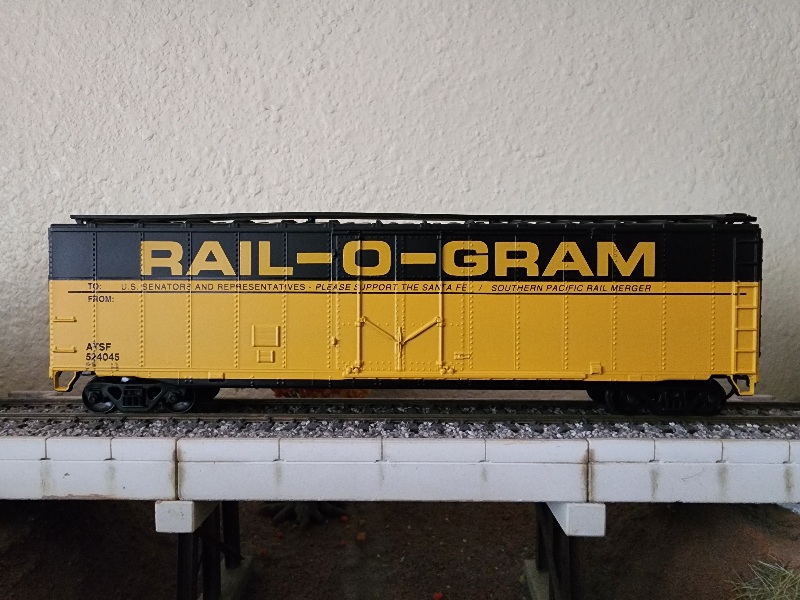 RAIL-O-GRAM
TO: U.S. SENATORS AND REPRESENTATIVES - PLEASE SUPPORT THE SANTA FE / SOUTHERN PACIFIC RAIL MERGER
FROM:
ATSF
524045